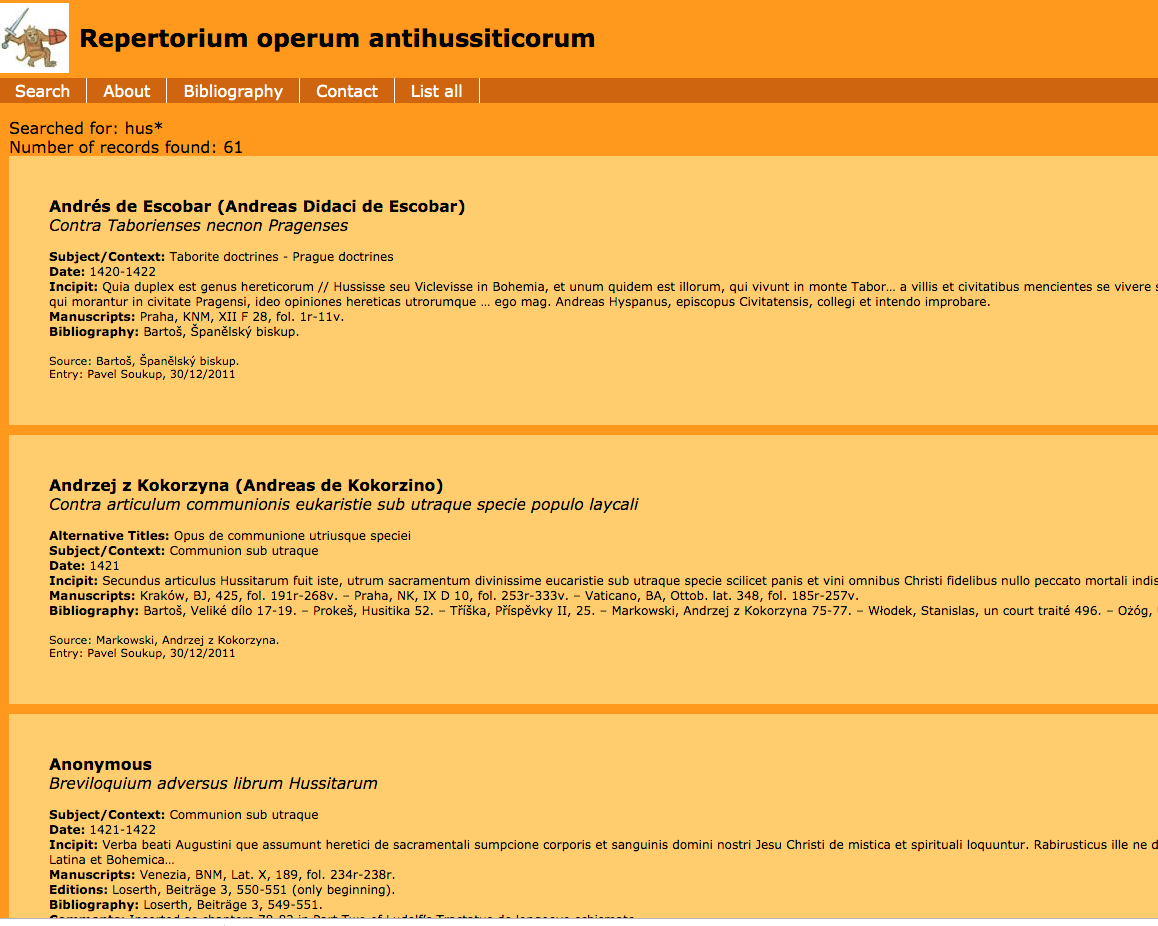 Repertorium operum antihussiticorum
Search About Bibliography Contact List all
Searched for: hus*
Number of records found: 61
Andrés de Escobar (Andreas Didaci de Escobar)
Contra Taborienses necnon Pragenses
Subject/Context: Taborite doctrines - Prague doctrines
Date: 1420-1422
Incipit: Quia duplex est genus hereticorum // Hussisse seu Viclevisse in Bohemia, et unum quidem est illorum, qui vivunt in monte Tabor... a villis et civitatibus mencientes se vivere
qui morantur in civitate Pragensi, ideo opiniones hereticas utrorumque ... ego mag. Andreas Hyspanus, episcopus Civitatensis, collegi et intendo improbare.
Manuscripts: Praha, KNM, XII F 28, fol. 1r-11v.
Bibliography: Bartoš, Španělský biskup.
Source: Bartoš, Španělský biskup.
Entry: Pavel Soukup, 30/12/2011
Andrzej z Kokorzyna (Andreas de Kokorzino)
Contra articulum communionis eukaristie sub utraque specie populo laycali
Alternative Titles: Opus de communione utriusque speciei
Subject/Context: Communion sub utraque
Date: 1421
Incipit: Secundus articulus Hussitarum fuit iste, utrum sacramentum divinissime eucaristie sub utraque specie scilicet panis et vini omnibus Christi fidelibus nullo peccato mortali indis
Manuscripts: Kraków, BJ, 425, fol. 191r-268v. – Praha, NK, IX D 10, fol. 253r-333v. – Vaticano, BA, Ottob. lat. 348, fol. 185r-257v.
Bibliography: Bartoš, Veliké dílo 17-19. – Prokeš, Husitika 52. – Tříška, Příspěvky II, 25. – Markowski, Andrzej z Kokorzyna 75-77. – Włodek, Stanislas, un court traité 496. – Ożóg,
Source: Markowski, Andrzej z Kokorzyna.
Entry: Pavel Soukup, 30/12/2011
Anonymous
Breviloquium adversus librum Hussitarum
Subject/Context: Communion sub utraque
Date: 1421-1422
Incipit: Verba beati Augustini que assumunt heretici de sacramentali sumpcione corporis et sanguinis domini nostri Jesu Christi de mistica et spirituali loquuntur. Rabirusticus ille ne d
Latina et Bohemica...
Manuscripts: Venezia, BNM, Lat. X, 189, fol. 234r-238r.
Editions: Loserth, Beiträge 3, 550-551 (only beginning).
Bibliography: Loserth, Beiträge 3, 549-551.